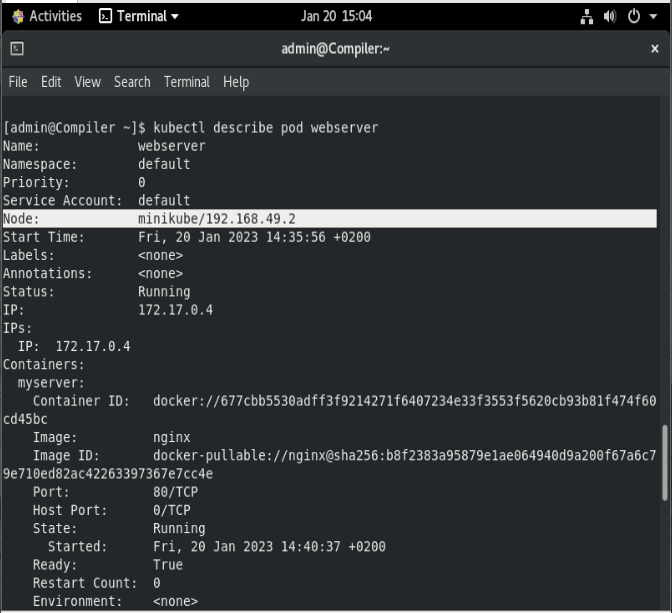 Activities Terminal Jan 20 15:04
admin@Compiler:~
File Edit View Search Terminal Help
[admin@Compiler ~]$ kubectl describe pod webserver
Name: webserver
Namespace: default
Priority: 0
Service Account: default
Node: minikube/192.168.49.2
Start Time: Fri, 20 Jan 2023 14:35:56 +0200
Labels: <none>
Annotations: <none>
Status: Running
IP: 172.17.0.4
IPs:
IP: 172.17.0.4
Containers:
myserver:
Container ID: docker://677cbb5530adff3f9214271f6407234e33f3553f5620cb93b81f474f60
cd45bc
Image: nginx
Image ID: docker-pullable://nginx@sha256:b8f2383a95879e1ae064940d9a200f67a6c7
9e710ed82ac42263397367e7cc4e
Port: 80/TCP
Host Port: 0/TCP
State: Running
Started: Fri, 20 Jan 2023 14:40:37 +0200
Ready: True
Restart Count: 0
Environment: <none>